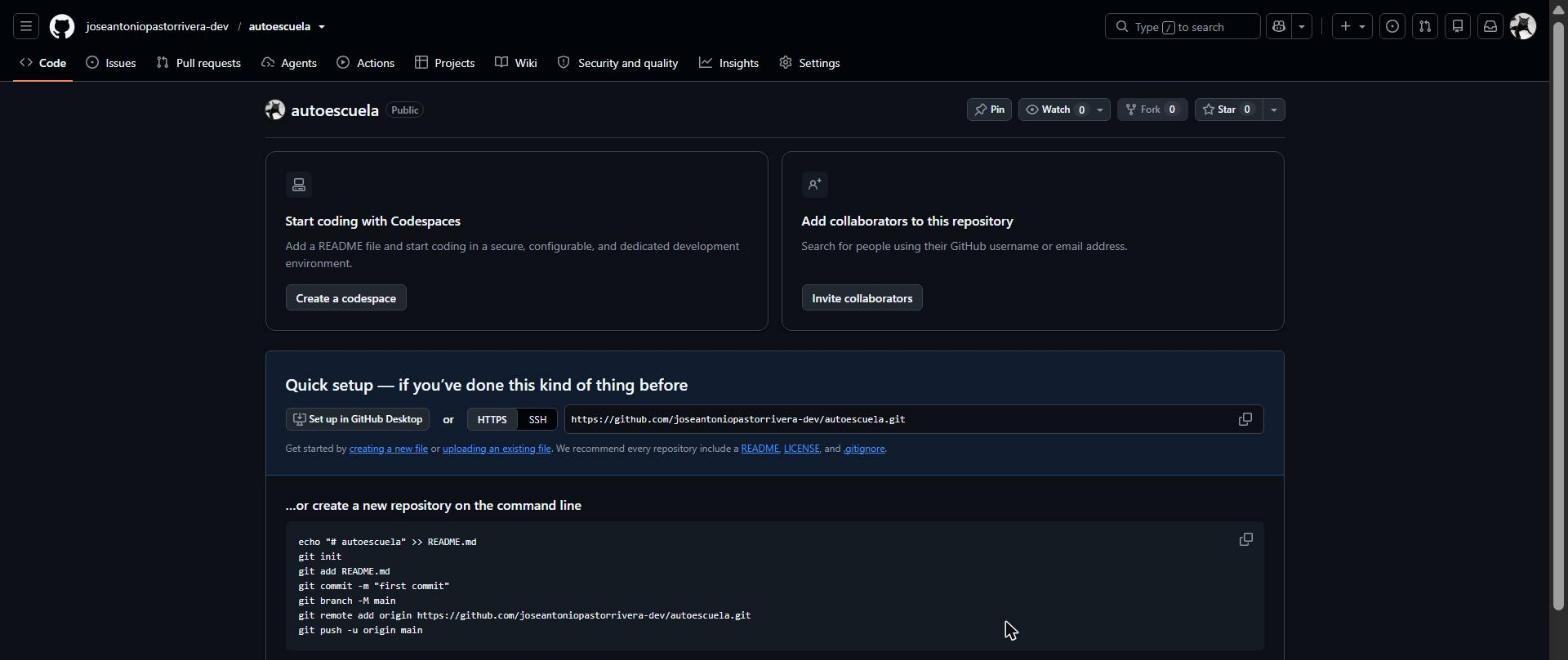 joseantoniopastorrivera-dev / autoescuela
Type / to search
Code Issues Pull requests Agents Actions Projects Wiki Security and quality Insights Settings
autoescuela Public
Pin Watch 0 Fork 0 Star 0
Start coding with Codespaces
Add a README file and start coding in a secure, configurable, and dedicated development
environment.
Create a codespace
Add collaborators to this repository
Search for people using their GitHub username or email address.
Invite collaborators
Quick setup — if you’ve done this kind of thing before
Set up in GitHub Desktop or HTTPS SSH https://github.com/joseantoniopastorrivera-dev/autoescuela.git
Get started by creating a new file or uploading an existing file. We recommend every repository include a README, LICENSE, and .gitignore.
...or create a new repository on the command line
echo "# autoescuela" >> README.md
git init
git add README.md
git commit -m "first commit"
git branch -M main
git remote add origin https://github.com/joseantoniopastorrivera-dev/autoescuela.git
git push -u origin main